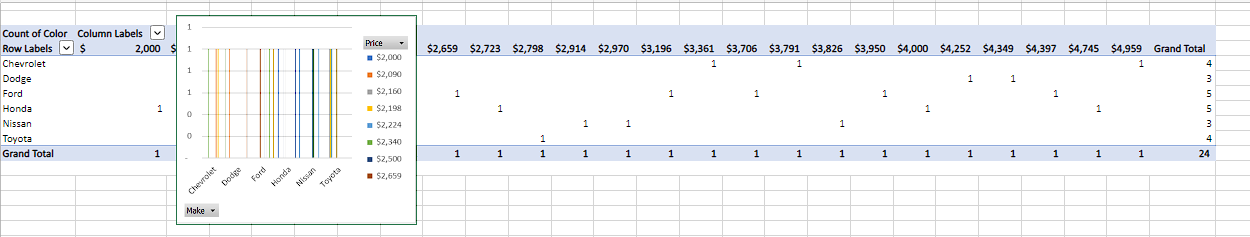 Count of Color Column Labels
Row Labels $ 2,000 $ $2,659 $2,723 $2,798 $2,914 $2,970 $3,196 $3,361 $3,706 $3,791 $3,826 $3,950 $4,000 $4,252 $4,349 $4,397 $4,745 $4,959 Grand Total
Chevrolet 1 1 1 4
Dodge 1 1 3
Ford 1 1 1 1 1 5
Honda 1 1 1 1 5
Nissan 1 1 1 3
Toyota 1 4
Grand Total 1 1 1 1 1 1 1 1 1 1 1 1 1 1 1 1 1 1 24
1
1
1
1
0
0
-
Chevrolet Dodge Ford Honda Nissan Toyota
Make
Price
$2,000
$2,090
$2,160
$2,198
$2,224
$2,340
$2,500
$2,659